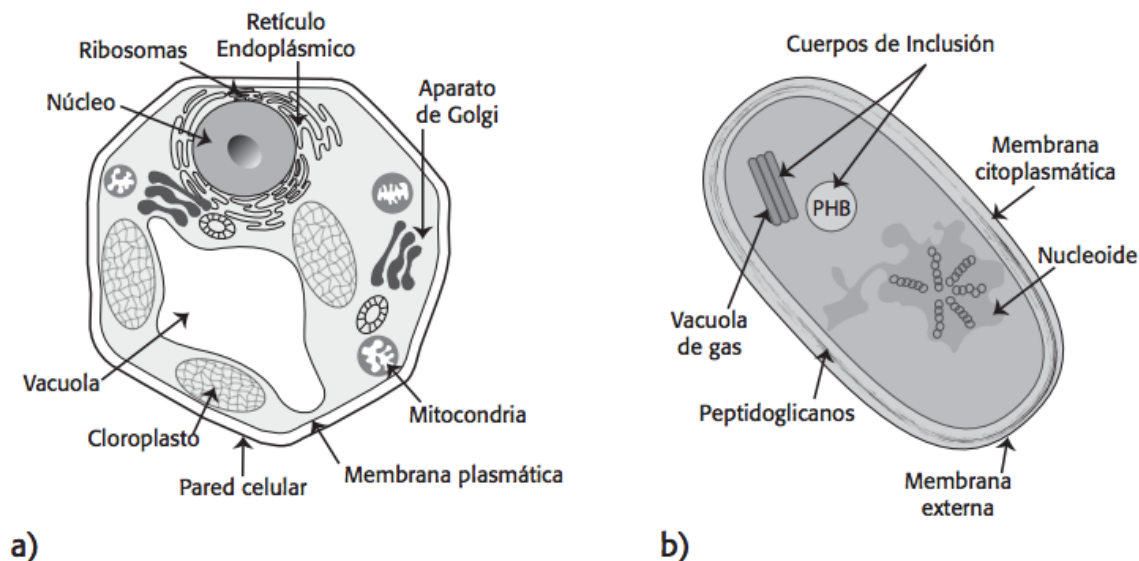 Retículo
Endoplásmico
Ribosomas
Núcleo
Aparato
de Golgi
Vacuola
Cloroplasto
Mitocondria
Membrana plasmática
Pared celular
a)
Cuerpos de Inclusión
Membrana
citoplasmática
PHB
Nucleoide
Vacuola
de gas
Peptidoglicanos
Membrana
externa
b)